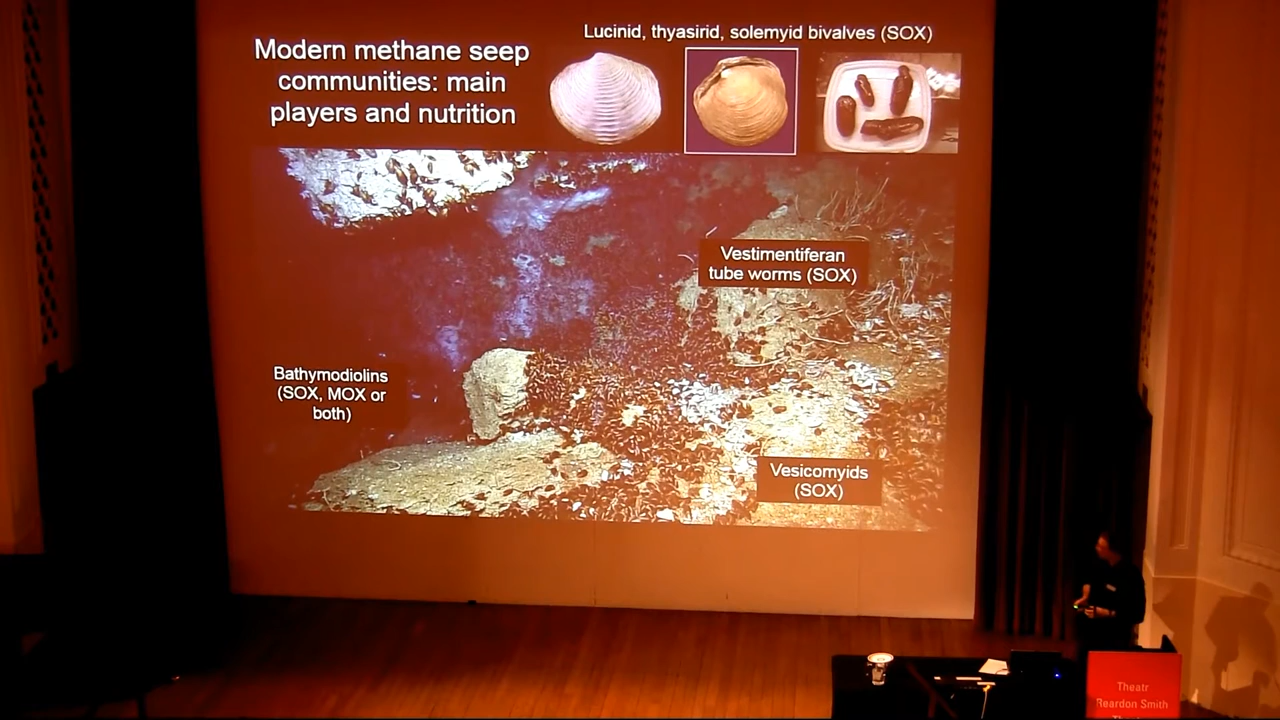 Modern methane seep
communities: main
players and nutrition
Lucinid, thyasirid, solemyid bivalves (SOX)
Vestimentiferan
tube worms (SOX)
Bathymodiolins
(SOX, MOX or
both)
Vesicomyids
(SOX)
Theatr
Reardon Smith